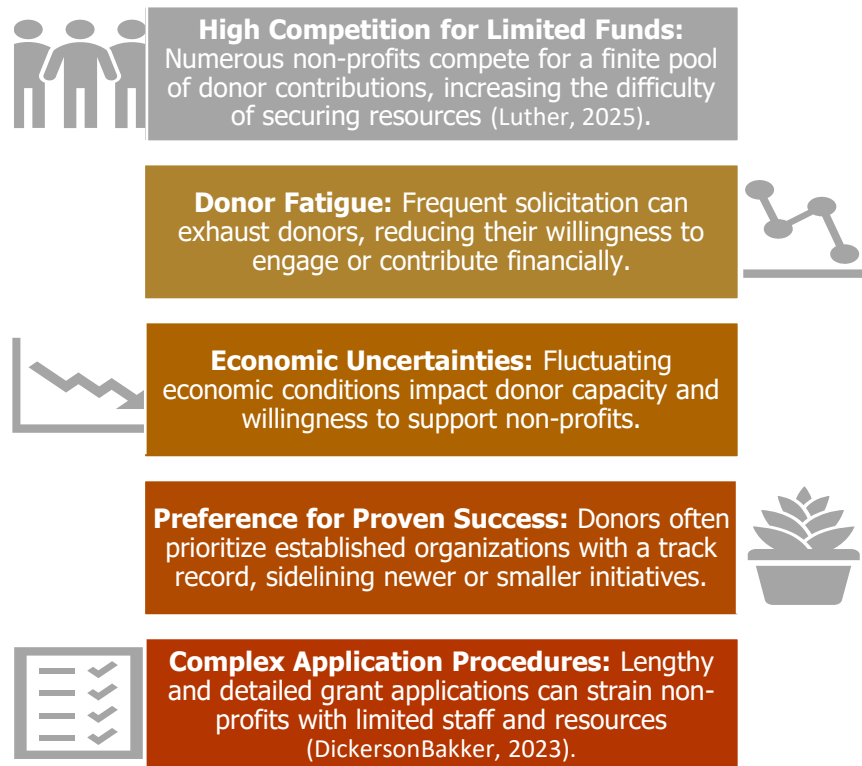 High Competition for Limited Funds:
Numerous non-profits compete for a finite pool
of donor contributions, increasing the difficulty
of securing resources (Luther, 2025).
Donor Fatigue: Frequent solicitation can
exhaust donors, reducing their willingness to
engage or contribute financially.
Economic Uncertainties: Fluctuating
economic conditions impact donor capacity and
willingness to support non-profits.
Preference for Proven Success: Donors often
prioritize established organizations with a track
record, sidelining newer or smaller initiatives.
Complex Application Procedures: Lengthy
and detailed grant applications can strain non-
profits with limited staff and resources
(DickersonBakker, 2023).